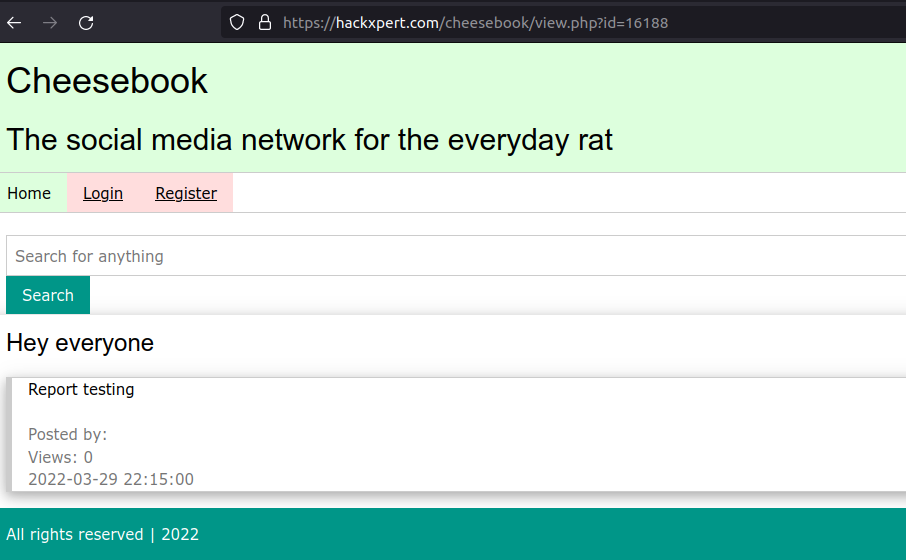 https://hackxpert.com/cheesebook/view.php?id=16188
Cheesebook
The social media network for the everyday rat
Home Login Register
Search for anything
Search
Hey everyone
Report testing
Posted by:
Views: 0
2022-03-29 22:15:00
All rights reserved | 2022